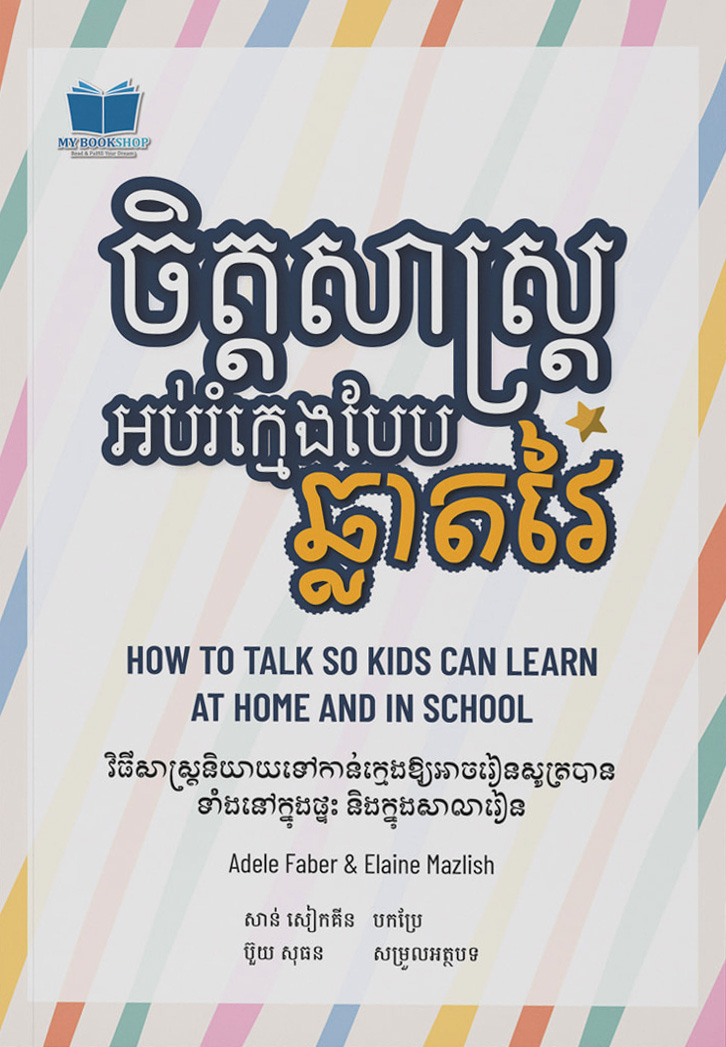 MY BOOKSHOP
Read & Fulfill Your Dreams
ចិត្តសាស្ត្រ
អប់រំក្មេងបែប
ឆ្លាតវៃ
HOW TO TALK SO KIDS CAN LEARN
AT HOME AND IN SCHOOL
វិធីសាស្ត្រនិយាយទៅកាន់ក្មេងឱ្យអាចរៀនសូត្របាន
ទាំងនៅក្នុងផ្ទះ និងក្នុងសាលារៀន
Adele Faber & Elaine Mazlish
សាន់ សៀកគីន បកប្រែ
ប៊ួយ សុធន សម្រួលអត្ថបទ